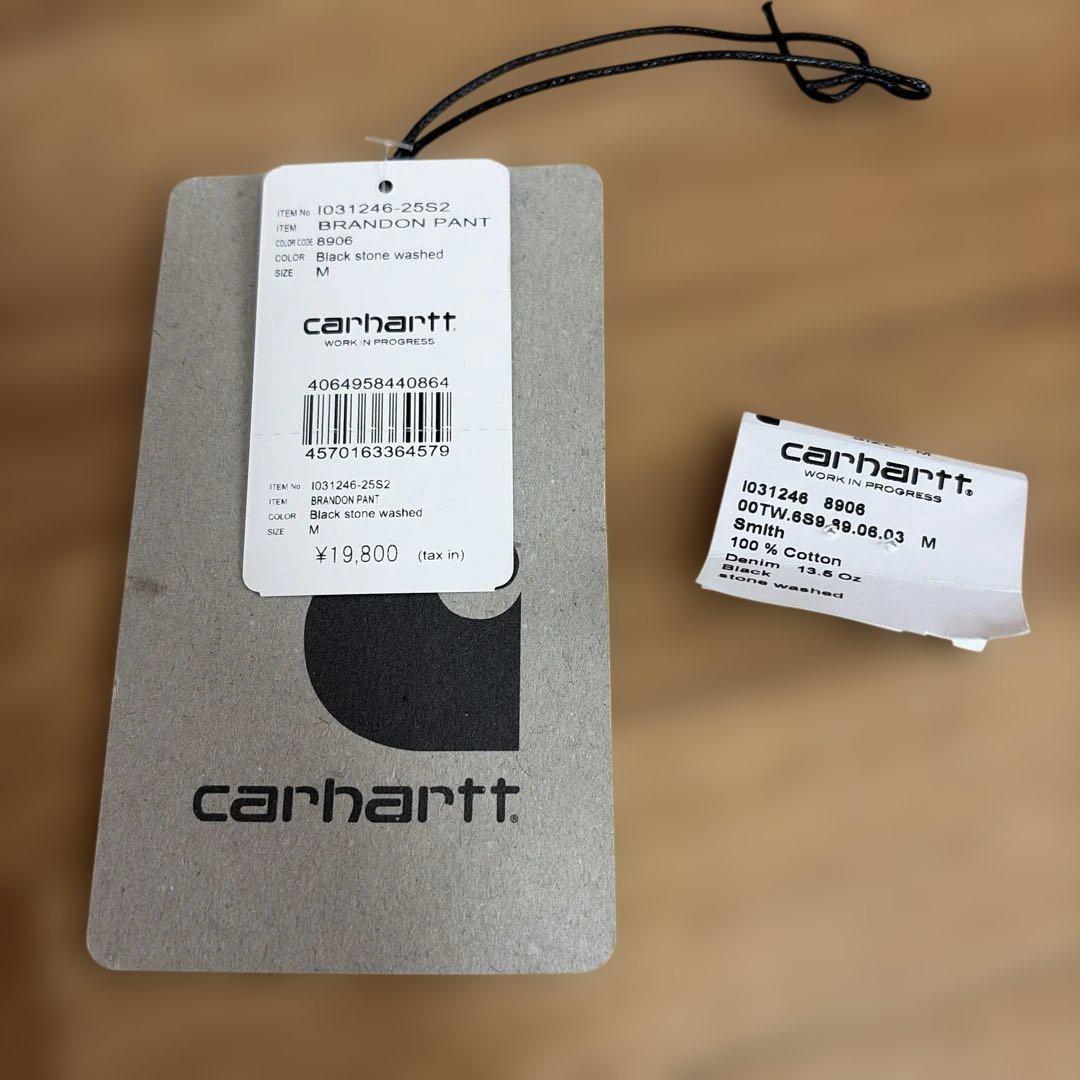 ITEM No I031246-25S2
ITEM BRANDON PANT
COLOR CODE 8906
COLOR Black stone washed
SIZE M
carhartt
WORK IN PROGRESS
4064958440864
4570163364579
ITEM No I031246-25S2
ITEM BRANDON PANT
COLOR Black stone washed
SIZE M
¥19,800 (tax in)
carhartt®
carhartt®
WORK IN PROGRESS
I031246 8906
00TW.6S9.89.06.03 M
Smith
100 % Cotton
Denim 13.5 Oz
Black
stone washed